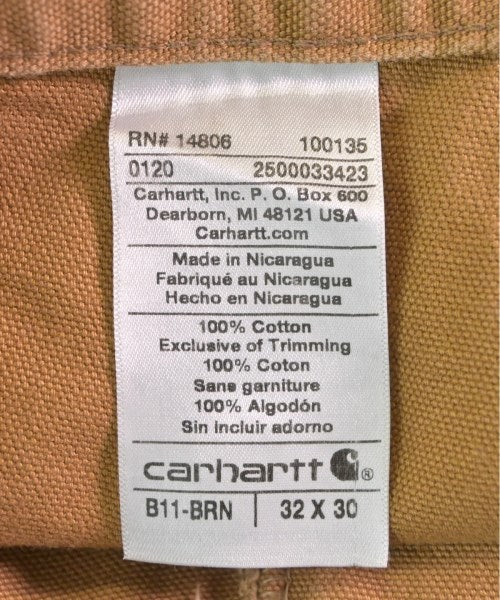 RN# 14806 100135
0120 2500033423
Carhartt, Inc. P. O. Box 600
Dearborn, MI 48121 USA
Carhartt.com
Made in Nicaragua
Fabriqué au Nicaragua
Hecho en Nicaragua
100% Cotton
Exclusive of Trimming
100% Coton
Sans garniture
100% Algodón
Sin incluir adorno
carhartt ®
B11-BRN 32 X 30